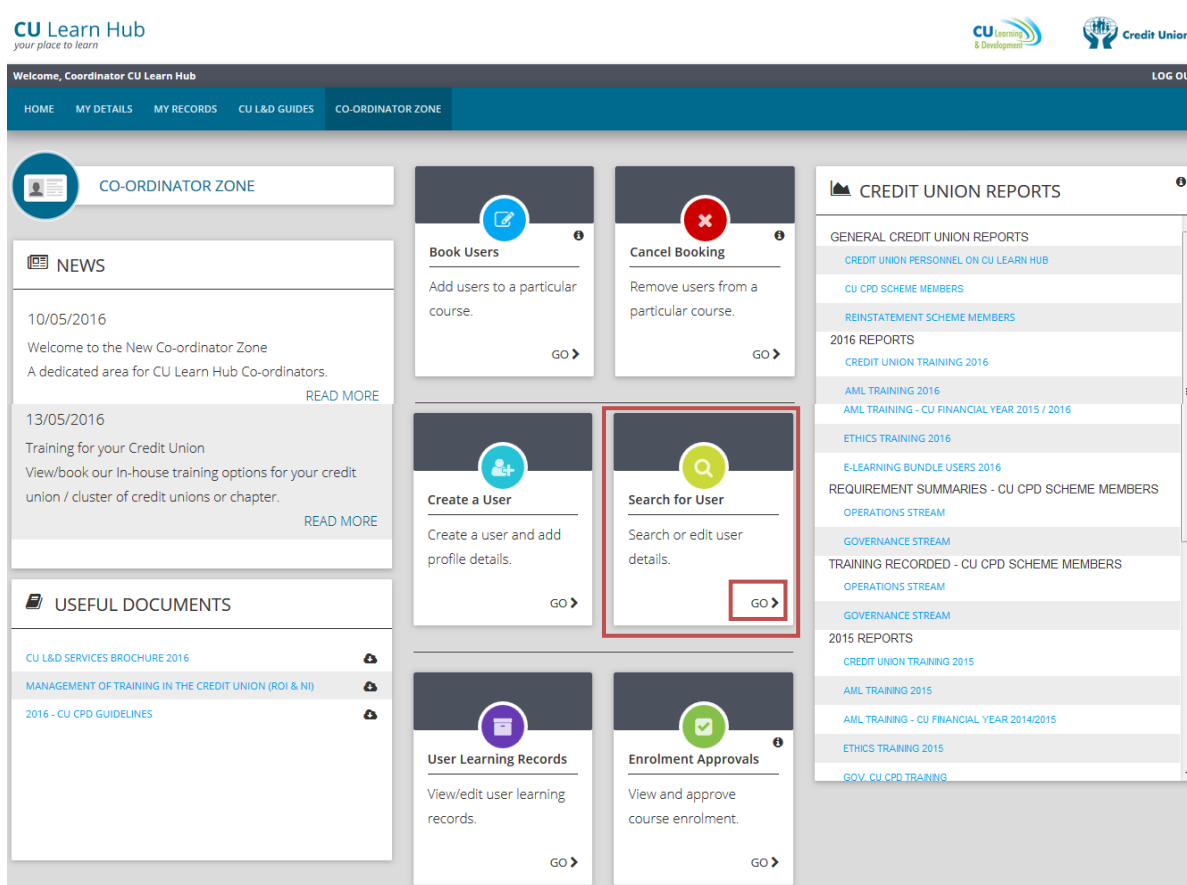 CU Learn Hub
your place to learn
CU Learning
& Development
Credit Union
Welcome, Coordinator CU Learn Hub
LOG OU
HOME
MY DETAILS
MY RECORDS
CU L&D GUIDES
CO-ORDINATOR ZONE
CO-ORDINATOR ZONE
NEWS
10/05/2016
Welcome to the New Co-ordinator Zone
A dedicated area for CU Learn Hub Co-ordinators.
READ MORE
13/05/2016
Training for your Credit Union
View/book our In-house training options for your credit
union / cluster of credit unions or chapter.
READ MORE
USEFUL DOCUMENTS
CU L&D SERVICES BROCHURE 2016
MANAGEMENT OF TRAINING IN THE CREDIT UNION (ROI & NI)
2016 - CU CPD GUIDELINES
Book Users
Add users to a particular
course.
GO
Cancel Booking
Remove users from a
particular course.
GO
Create a User
Create a user and add
profile details.
GO
Search for User
Search or edit user
details.
GO
User Learning Records
View/edit user learning
records.
GO
Enrolment Approvals
View and approve
course enrolment.
GO
CREDIT UNION REPORTS
GENERAL CREDIT UNION REPORTS
CREDIT UNION PERSONNEL ON CU LEARN HUB
CU CPD SCHEME MEMBERS
REINSTATEMENT SCHEME MEMBERS
2016 REPORTS
CREDIT UNION TRAINING 2016
AML TRAINING 2016
AML TRAINING - CU FINANCIAL YEAR 2015 / 2016
ETHICS TRAINING 2016
E-LEARNING BUNDLE USERS 2016
REQUIREMENT SUMMARIES - CU CPD SCHEME MEMBERS
OPERATIONS STREAM
GOVERNANCE STREAM
TRAINING RECORDED - CU CPD SCHEME MEMBERS
OPERATIONS STREAM
GOVERNANCE STREAM
2015 REPORTS
CREDIT UNION TRAINING 2015
AML TRAINING 2015
AML TRAINING - CU FINANCIAL YEAR 2014/2015
ETHICS TRAINING 2015
GOV. CU CPD TRAINING